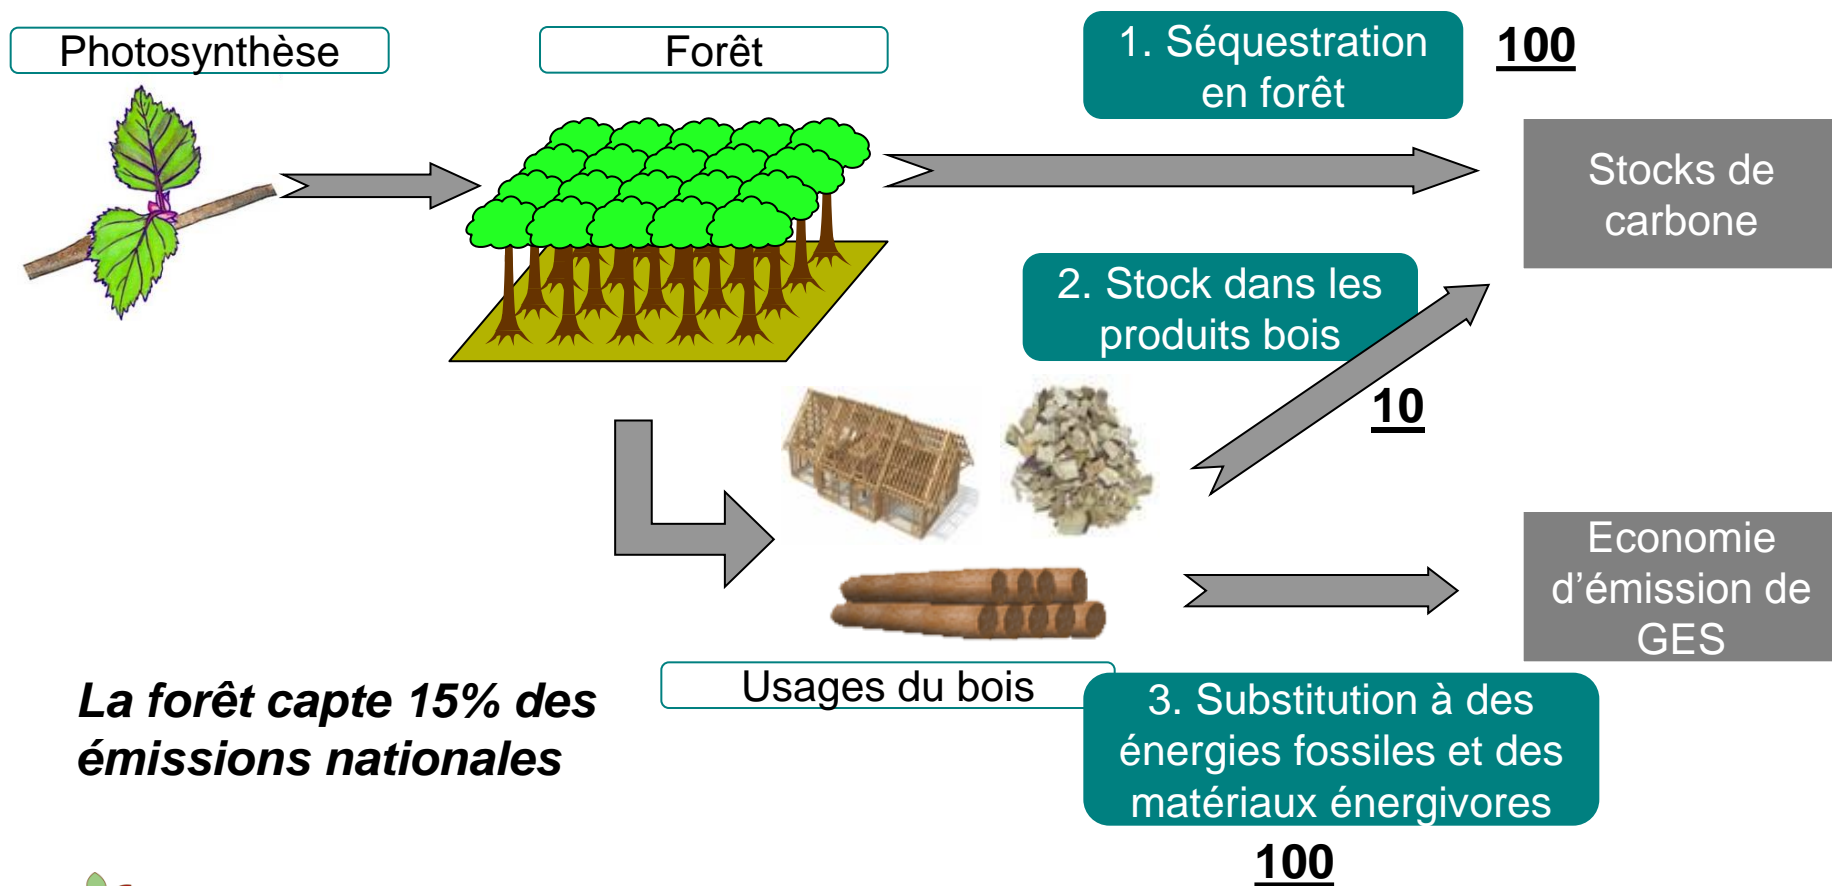 Photosynthèse
Forêt
1. Séquestration
en forêt
100
Stocks de
carbone
2. Stock dans les
produits bois
10
Economie
d’émission de
GES
Usages du bois
La forêt capte 15% des
émissions nationales
3. Substitution à des
énergies fossiles et des
matériaux énergivores
100